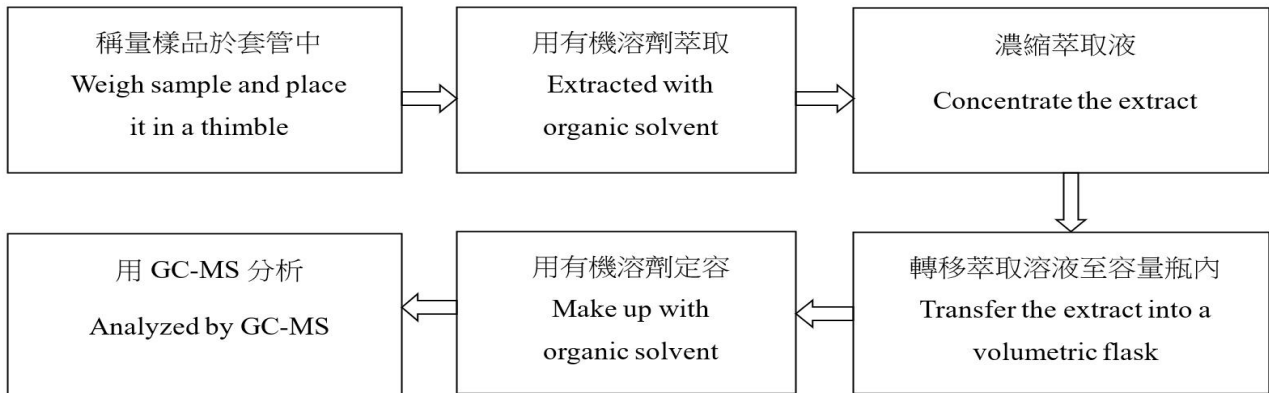 稱量樣品於套管中
Weigh sample and place
it in a thimble
用有機溶劑萃取
Extracted with
organic solvent
濃縮萃取液
Concentrate the extract
轉移萃取溶液至容量瓶內
Transfer the extract into a
volumetric flask
用有機溶劑定容
Make up with
organic solvent
用 GC-MS 分析
Analyzed by GC-MS